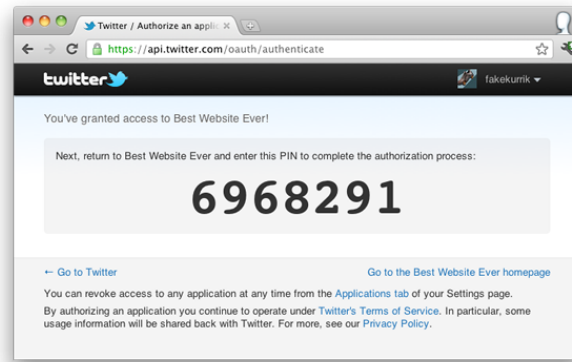 Twitter / Authorize an applic
https://api.twitter.com/oauth/authenticate
twitter
fakekurrik
You've granted access to Best Website Ever!
Next, return to Best Website Ever and enter this PIN to complete the authorization process:
6968291
← Go to Twitter
Go to the Best Website Ever homepage
You can revoke access to any application at any time from the Applications tab of your Settings page.
By authorizing an application you continue to operate under Twitter's Terms of Service. In particular, some
usage information will be shared back with Twitter. For more, see our Privacy Policy.